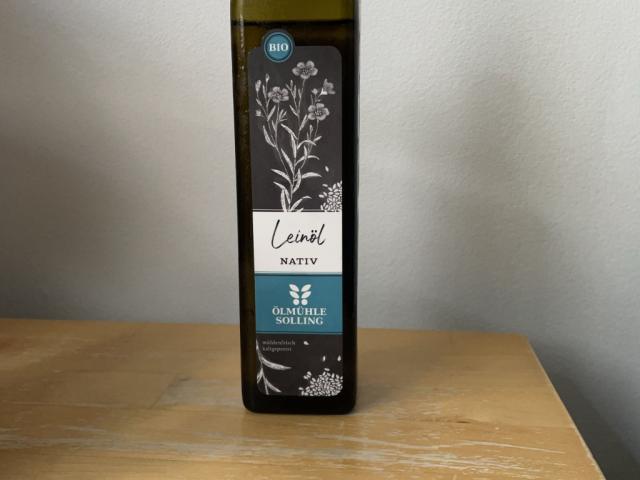 BIO
Leinöl
NATIV
ÖLMÜHLE
SOLLING
mühlenfrisch
kaltgepresst